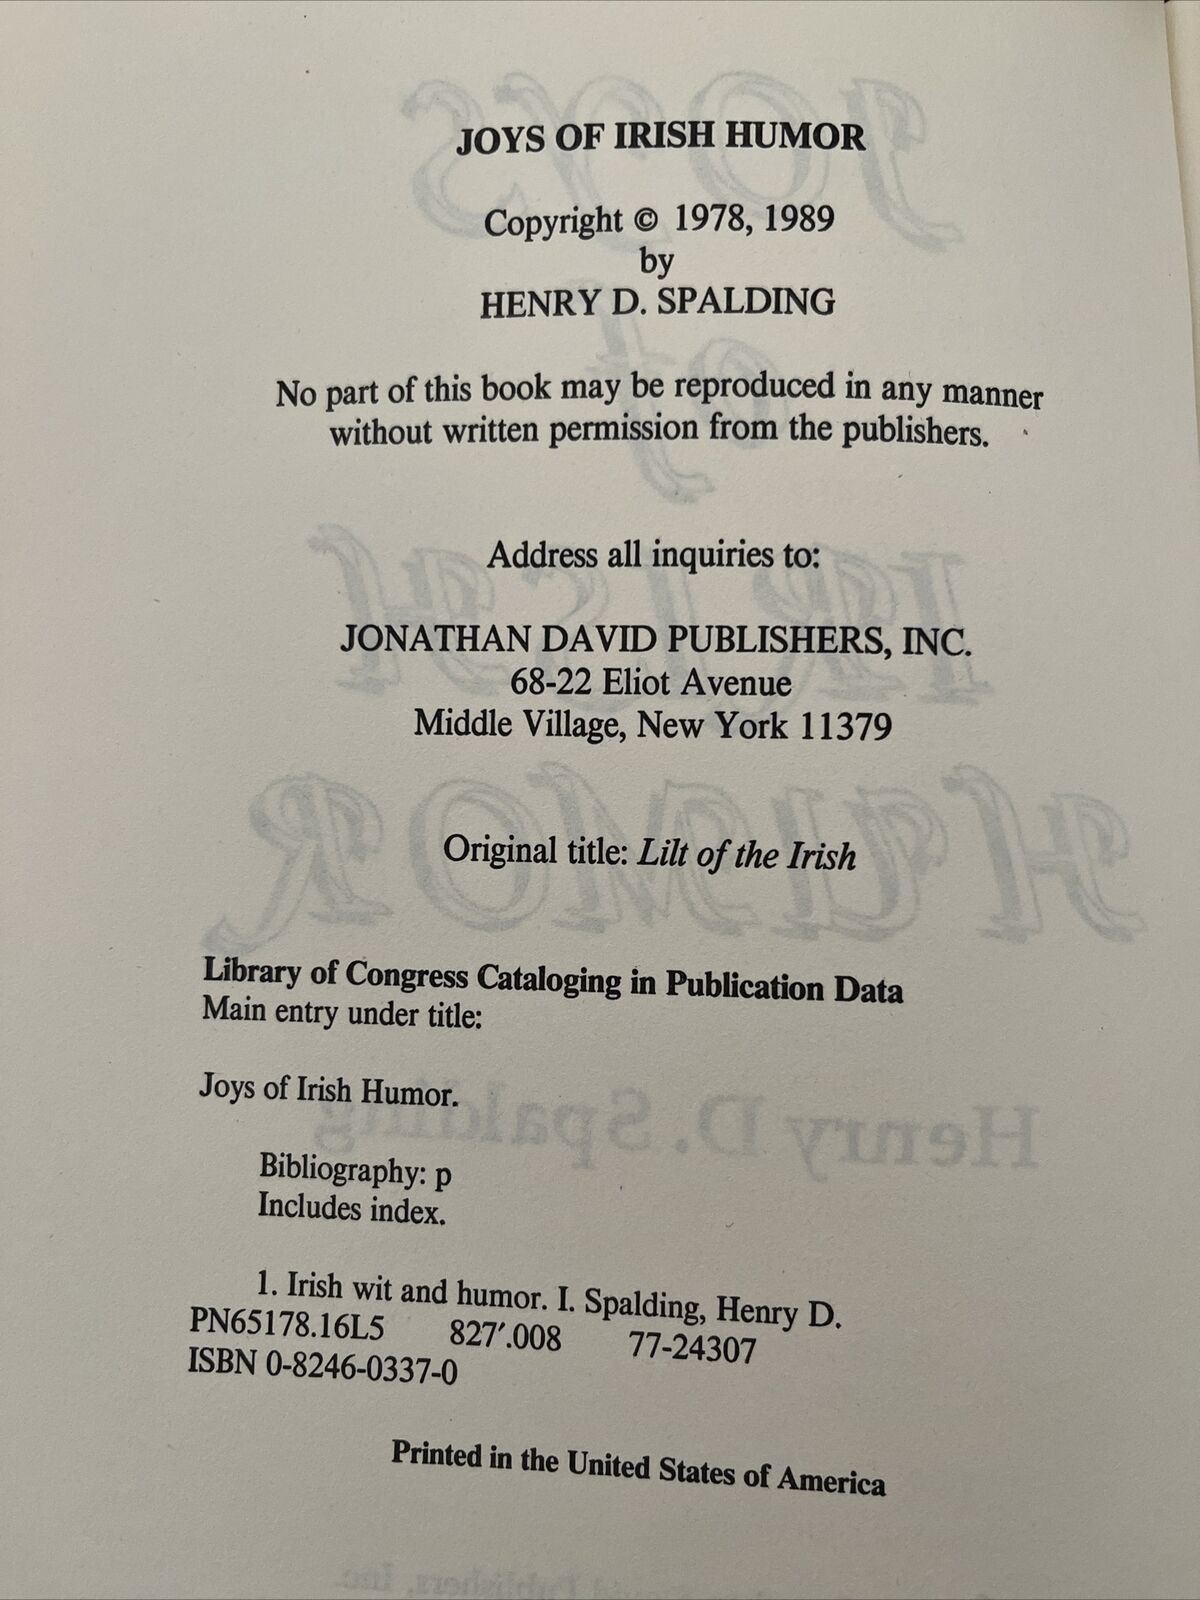 JOYS OF IRISH HUMOR
Copyright © 1978, 1989
by
HENRY D. SPALDING
No part of this book may be reproduced in any manner
without written permission from the publishers.
Address all inquiries to:
JONATHAN DAVID PUBLISHERS, INC.
68-22 Eliot Avenue
Middle Village, New York 11379
Original title: Lilt of the Irish
Library of Congress Cataloging in Publication Data
Main entry under title:
Joys of Irish Humor.
Bibliography: p
Includes index.
1. Irish wit and humor. I. Spalding, Henry D.
PN65178.16L5 827′.008 77-24307
ISBN 0-8246-0337-0
Printed in the United States of America